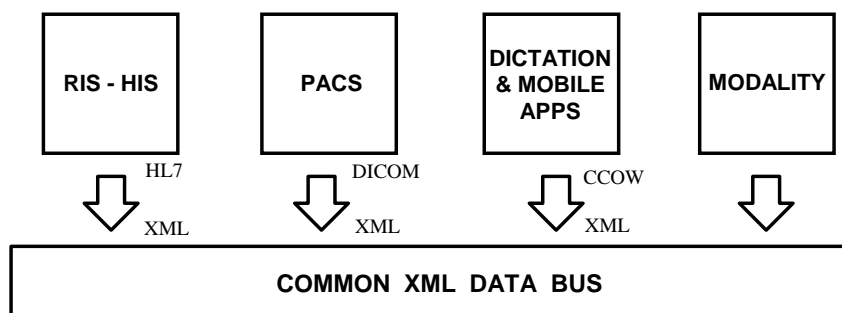 RIS - HIS
PACS
DICTATION
& MOBILE
APPS
MODALITY
HL7
DICOM
CCOW
XML
XML
XML
COMMON XML DATA BUS